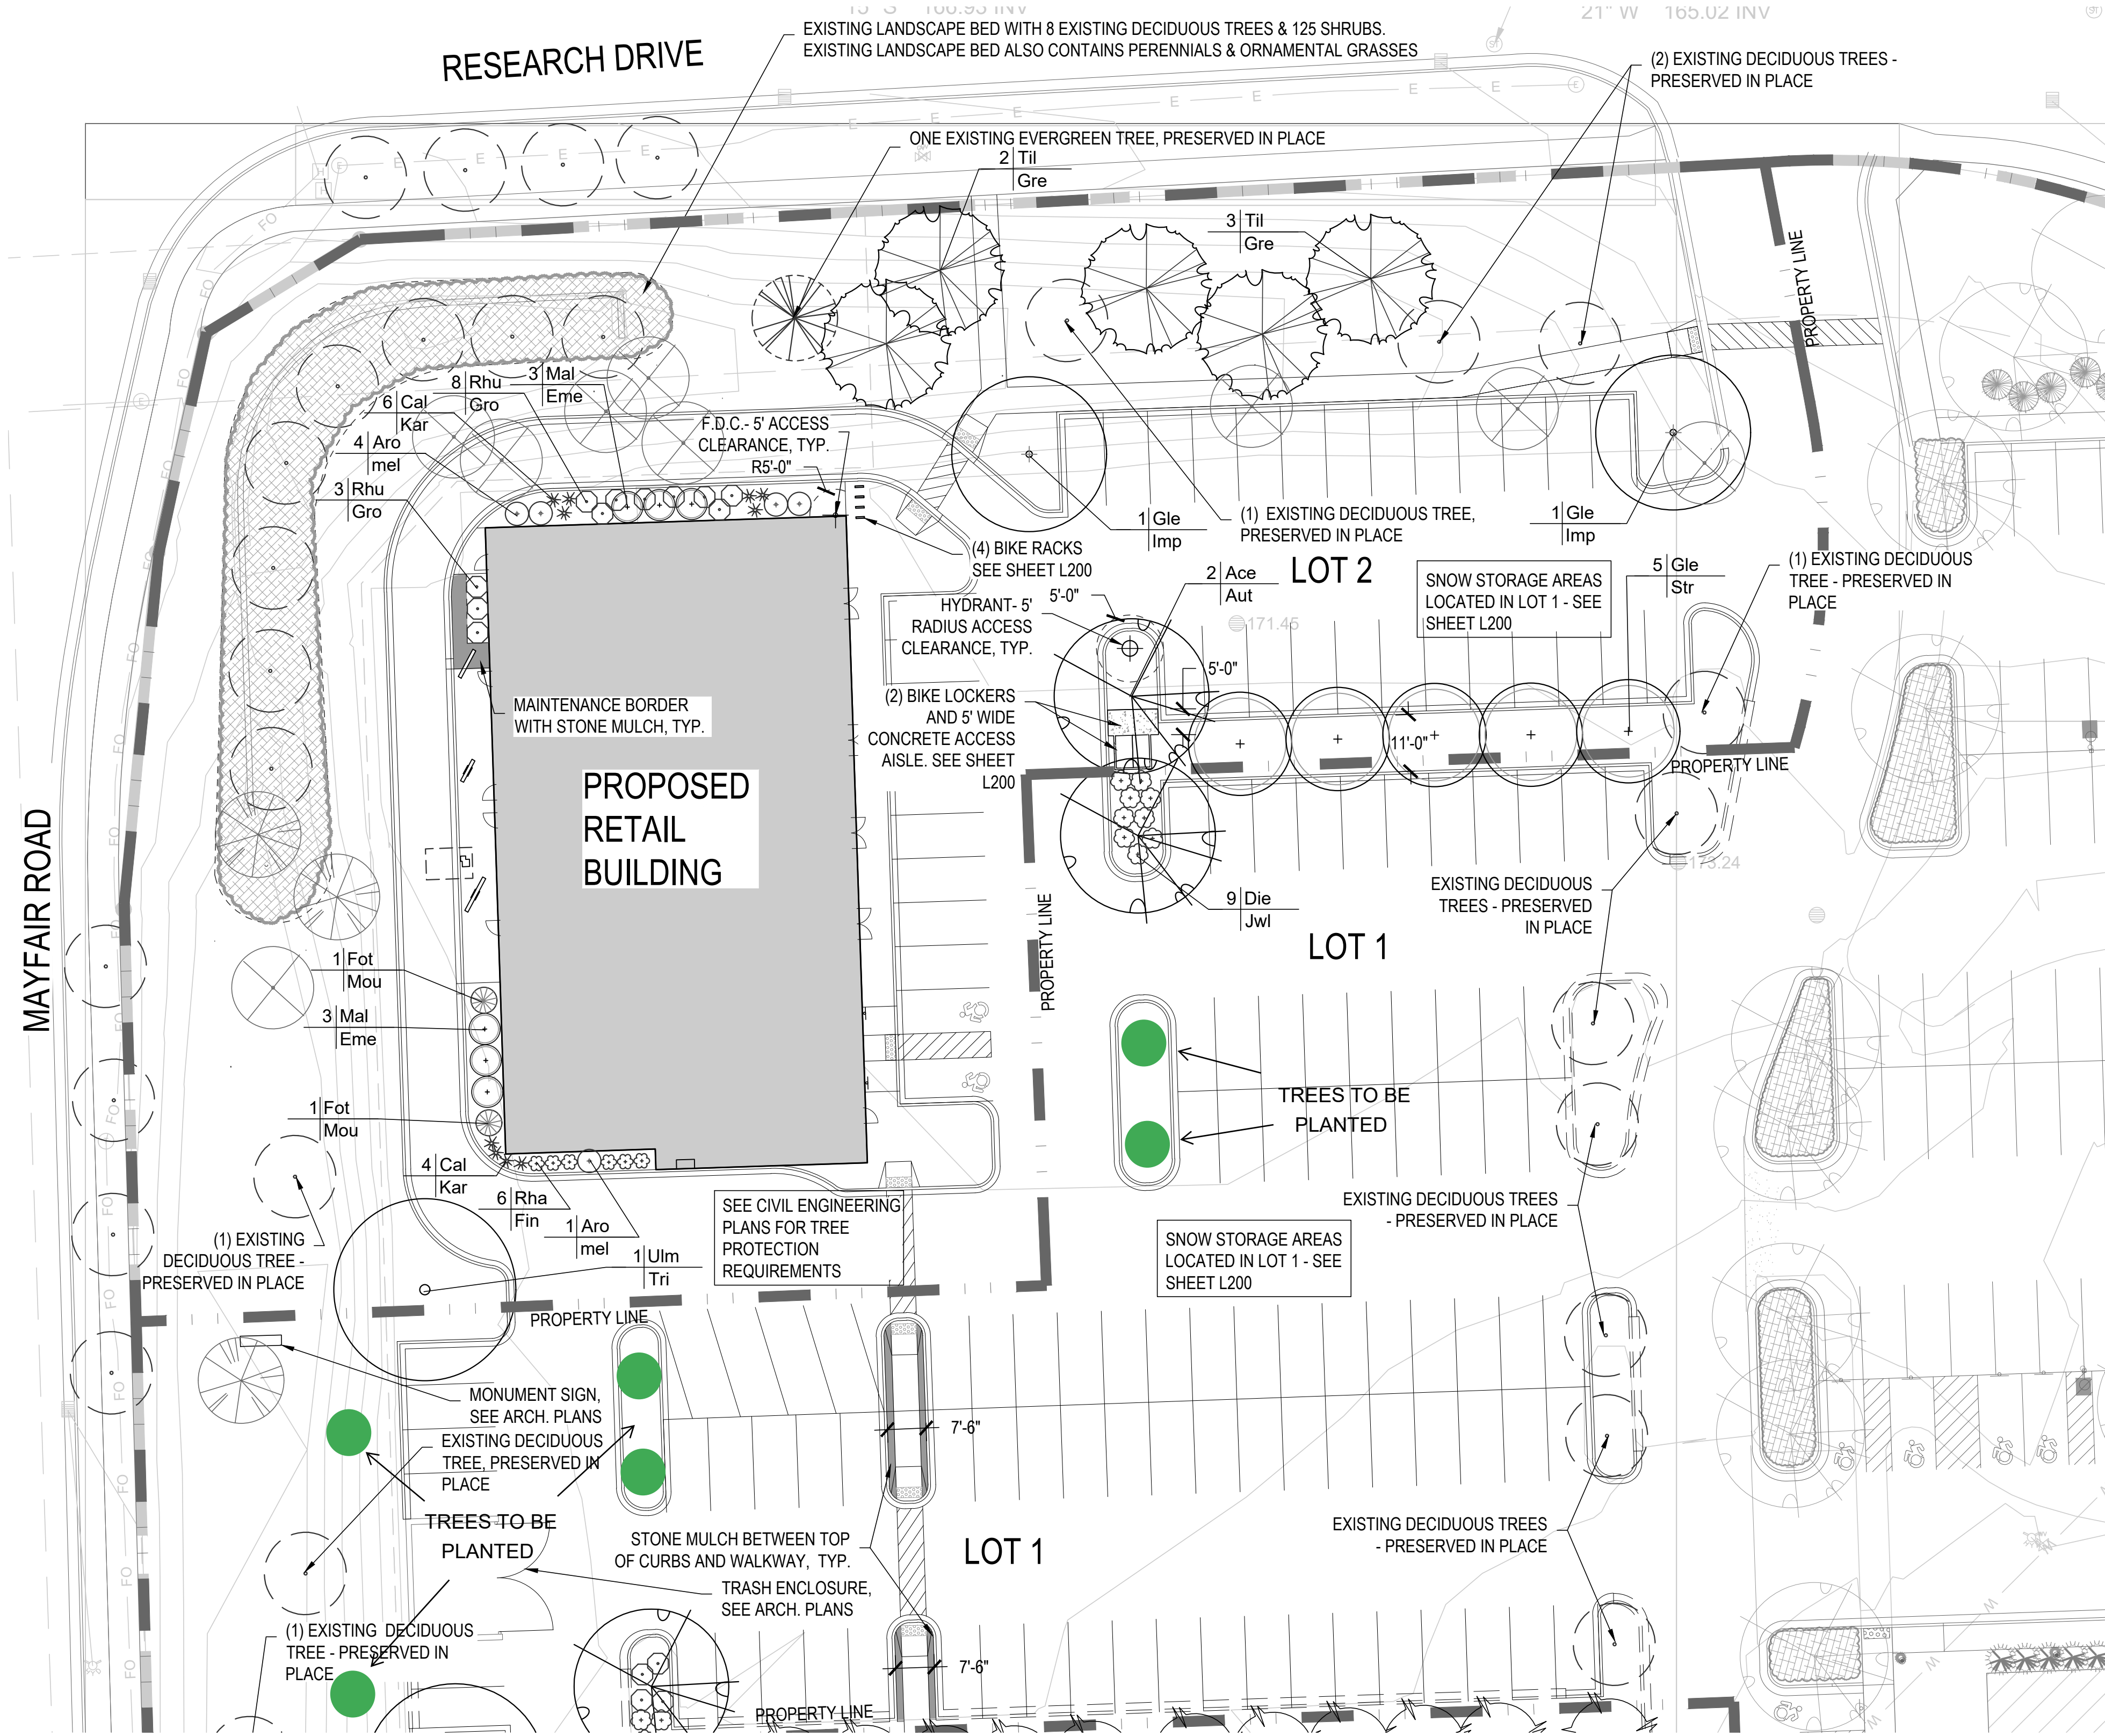 15" S 166.93 INV
21" W 165.02 INV
RESEARCH DRIVE
EXISTING LANDSCAPE BED WITH 8 EXISTING DECIDUOUS TREES & 125 SHRUBS.
EXISTING LANDSCAPE BED ALSO CONTAINS PERENNIALS & ORNAMENTAL GRASSES
(2) EXISTING DECIDUOUS TREES -
PRESERVED IN PLACE
ONE EXISTING EVERGREEN TREE, PRESERVED IN PLACE
2 Til
Gre
3 Til
Gre
PROPERTY LINE
8 Rhu
Gro
3 Mal
Eme
6 Cal
Kar
4 Aro
mel
3 Rhu
Gro
F.D.C.- 5' ACCESS
CLEARANCE, TYP.
R5'-0"
(4) BIKE RACKS
SEE SHEET L200
1 Gle
Imp
(1) EXISTING DECIDUOUS TREE,
PRESERVED IN PLACE
1 Gle
Imp
LOT 2
2 Ace
Aut
5'-0"
HYDRANT- 5'
RADIUS ACCESS
CLEARANCE, TYP.
171.45
SNOW STORAGE AREAS
LOCATED IN LOT 1 - SEE
SHEET L200
5 Gle
Str
(1) EXISTING DECIDUOUS
TREE - PRESERVED IN
PLACE
5'-0"
(2) BIKE LOCKERS
AND 5' WIDE
CONCRETE ACCESS
AISLE. SEE SHEET
L200
11'-0"
PROPERTY LINE
MAINTENANCE BORDER
WITH STONE MULCH, TYP.
PROPOSED
RETAIL
BUILDING
MAYFAIR ROAD
173.24
9 Die
Jwl
EXISTING DECIDUOUS
TREES - PRESERVED
IN PLACE
LOT 1
PROPERTY LINE
1 Fot
Mou
3 Mal
Eme
1 Fot
Mou
TREES TO BE
PLANTED
4 Cal
Kar
6 Rha
Fin
1 Aro
mel
1 Ulm
Tri
SEE CIVIL ENGINEERING
PLANS FOR TREE
PROTECTION
REQUIREMENTS
(1) EXISTING
DECIDUOUS TREE -
PRESERVED IN PLACE
EXISTING DECIDUOUS TREES
- PRESERVED IN PLACE
SNOW STORAGE AREAS
LOCATED IN LOT 1 - SEE
SHEET L200
PROPERTY LINE
MONUMENT SIGN,
SEE ARCH. PLANS
EXISTING DECIDUOUS
TREE, PRESERVED IN
PLACE
7'-6"
TREES TO BE
PLANTED
STONE MULCH BETWEEN TOP
OF CURBS AND WALKWAY, TYP.
LOT 1
EXISTING DECIDUOUS TREES
- PRESERVED IN PLACE
TRASH ENCLOSURE,
SEE ARCH. PLANS
(1) EXISTING DECIDUOUS
TREE - PRESERVED IN
PLACE
7'-6"
PROPERTY LINE